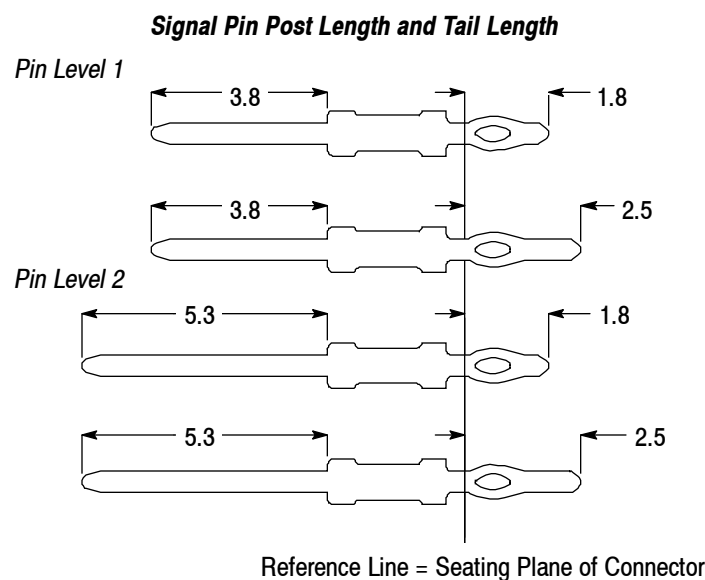 Signal Pin Post Length and Tail Length
Pin Level 1
3.8 1.8
3.8 2.5
Pin Level 2
5.3 1.8
5.3 2.5
Reference Line = Seating Plane of Connector